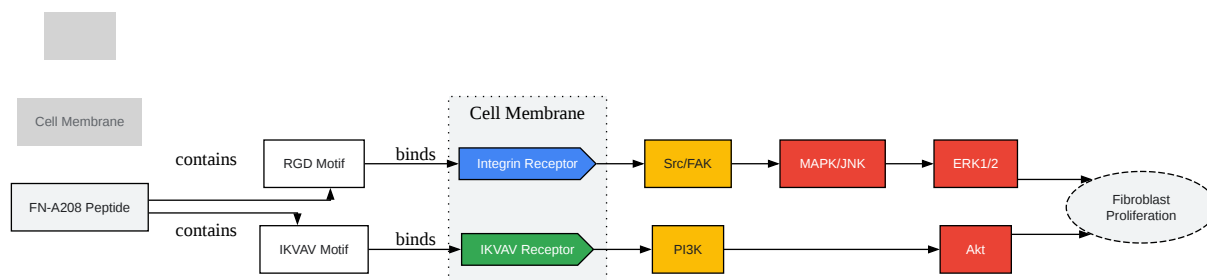 Cell Membrane
Cell Membrane
contains
RGD Motif
binds
Integrin Receptor
Src/FAK
MAPK/JNK
ERK1/2
FN-A208 Peptide
Fibroblast
Proliferation
contains
IKVAV Motif
binds
IKVAV Receptor
PI3K
Akt